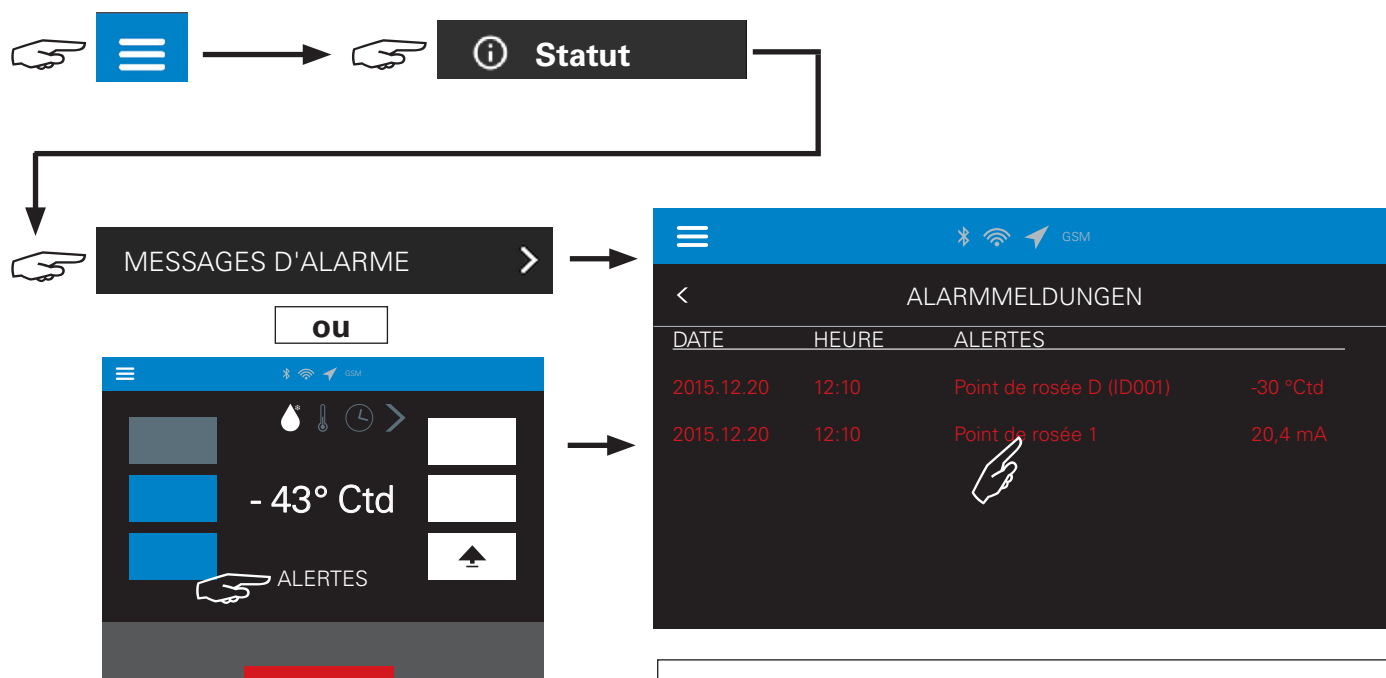 Statut
MESSAGES D'ALARME
ou
GSM
- 43° Ctd
ALERTES
GSM
ALARMMELDUNGEN
DATE HEURE ALERTES
2015.12.20 12:10 Point de rosée D (ID001) -30 °Ctd
2015.12.20 12:10 Point de rosée 1 20,4 mA